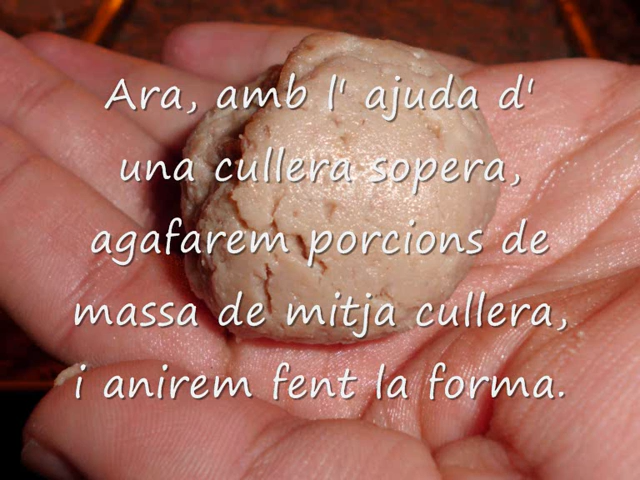 Ara, amb l' ajuda d'
una cullera sopera,
agafarem porcions de
massa de mitja cullera,
i anirem fent la forma.